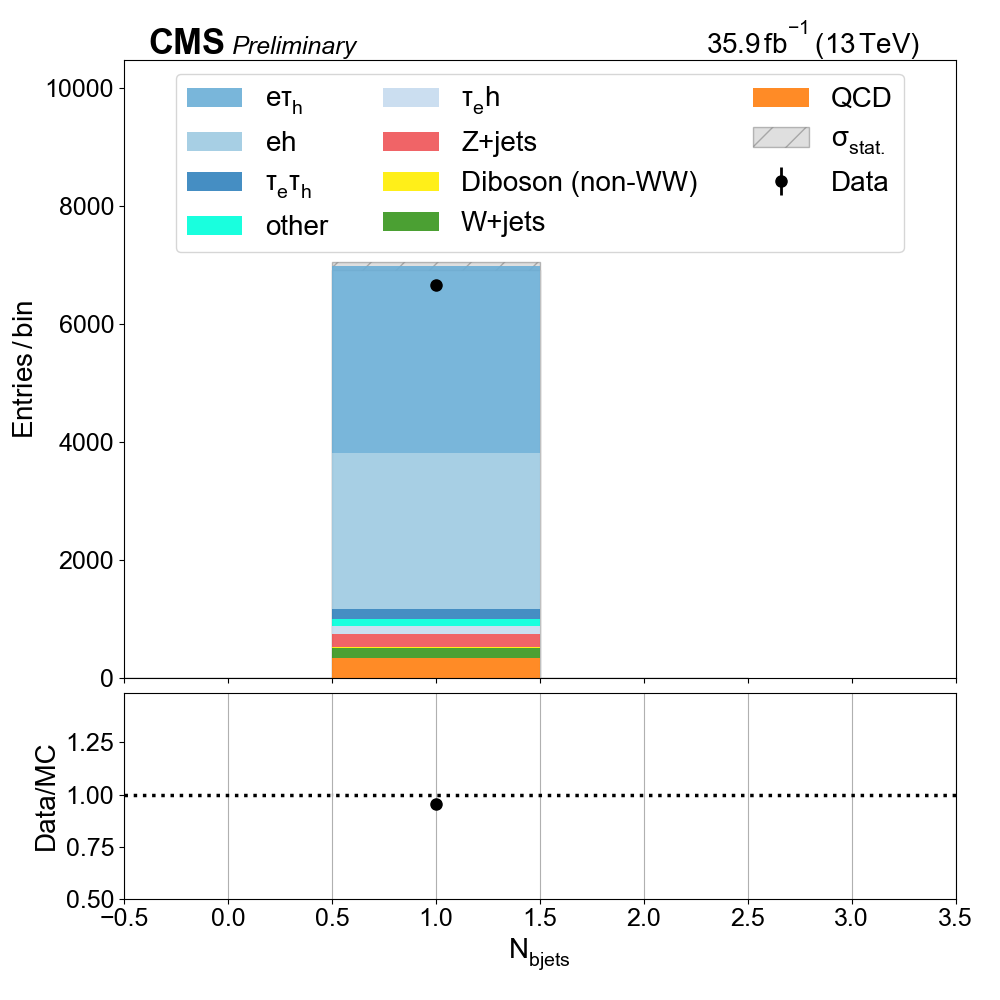 CMS Preliminary 35.9 fb⁻¹ (13 TeV)
10000
8000
6000
4000
2000
0
Entries / bin
eτh
eh
τeτh
other
τeh
Z+jets
Diboson (non-WW)
W+jets
QCD
σstat.
Data
1.25
1.00
0.75
0.50
Data/MC
−0.5 0.0 0.5 1.0 1.5 2.0 2.5 3.0 3.5
Nbjets